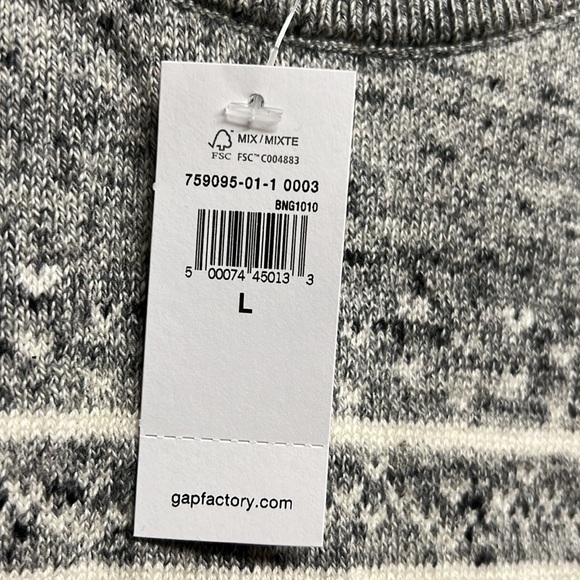 MIX / MIXTE
FSC FSC™ C004883
759095-01-1 0003
BNG1010
5 00074 45013 3
L
gapfactory.com